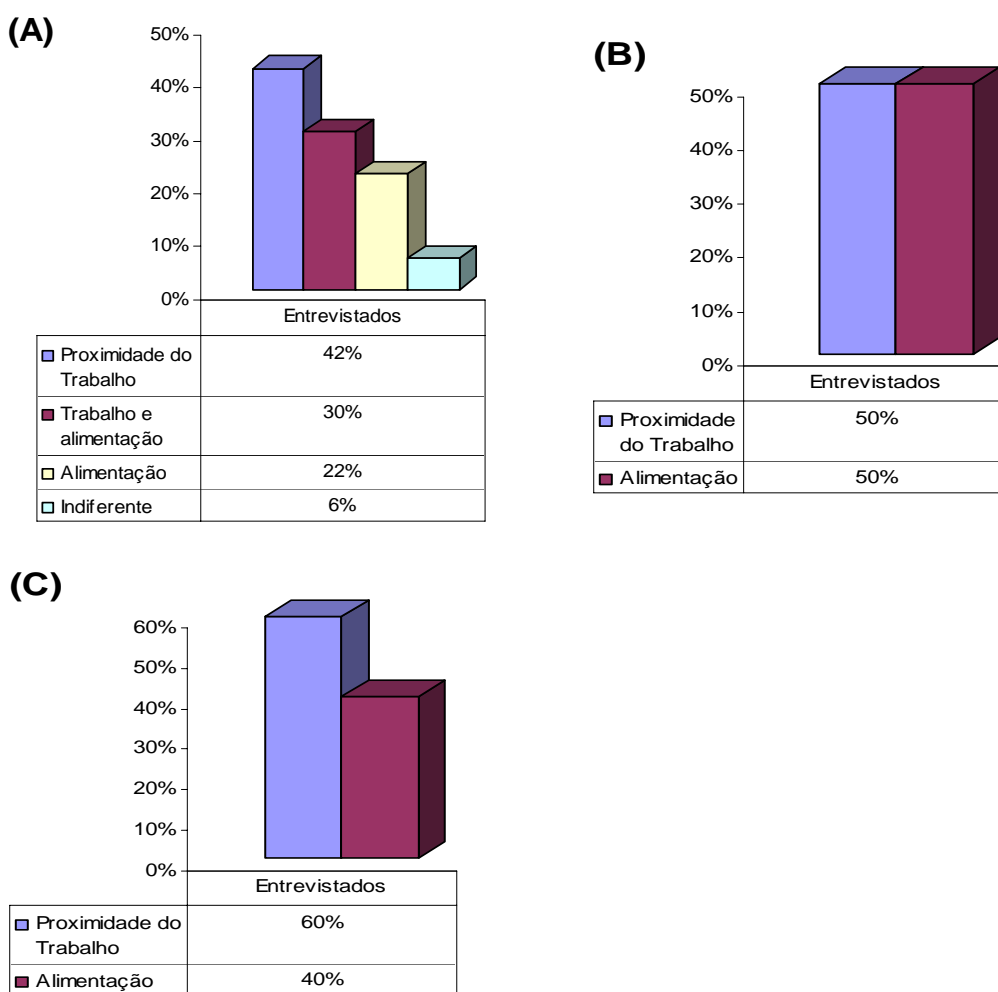 (A)
50%
40%
30%
20%
10%
0%
Entrevistados
Proximidade do
Trabalho
42%
Trabalho e
alimentação
30%
Alimentação 22%
Indiferente 6%
(B)
50%
40%
30%
20%
10%
0%
Entrevistados
Proximidade
do Trabalho
50%
Alimentação 50%
(C)
60%
50%
40%
30%
20%
10%
0%
Entrevistados
Proximidade do
Trabalho
60%
Alimentação 40%